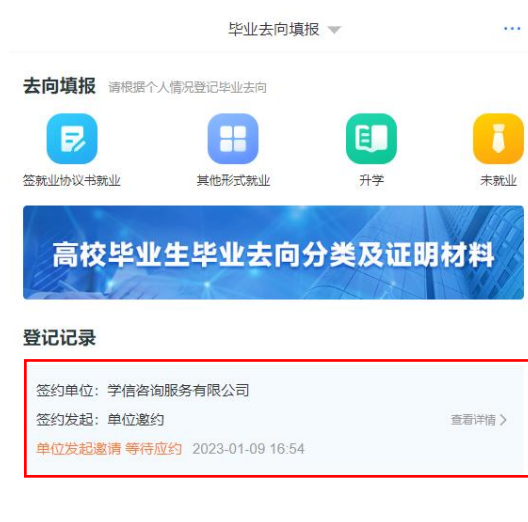 毕业去向填报
去向填报 请根据个人情况登记毕业去向
签就业协议书就业 其他形式就业 升学 未就业
高校毕业生毕业去向分类及证明材料
登记记录
签约单位：学信咨询服务有限公司
签约发起：单位邀约 查看详情
单位发起邀请 等待应约 2023-01-09 16:54